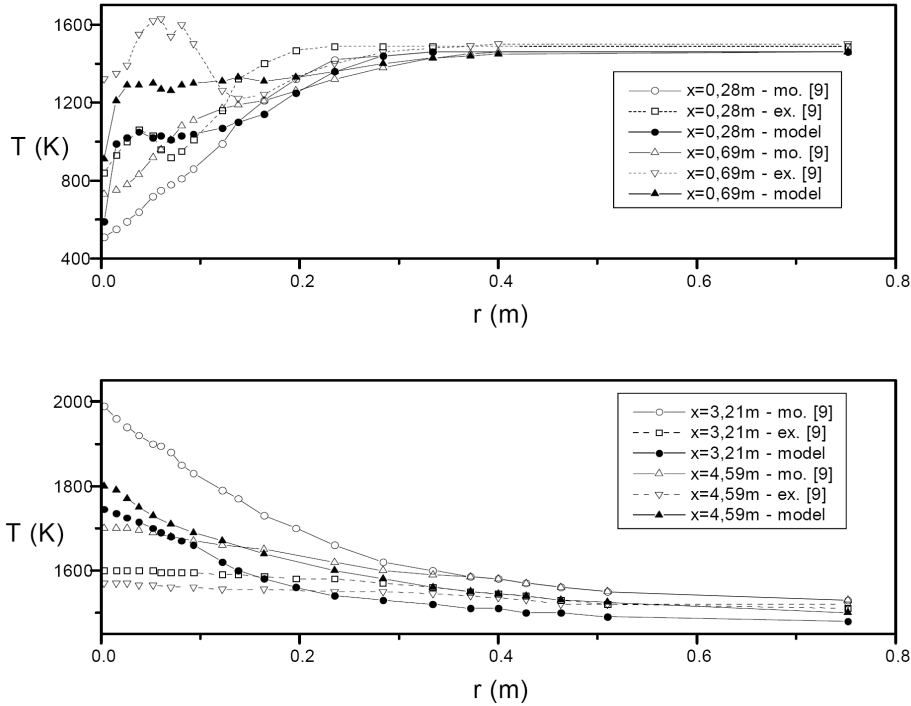 1600
1200
800
400
T (K)
x=0,28m - mo. [9]
x=0,28m - ex. [9]
x=0,28m - model
x=0,69m - mo. [9]
x=0,69m - ex. [9]
x=0,69m - model
0.0 0.2 0.4 0.6 0.8
r (m)
2000
1800
1600
T (K)
x=3,21m - mo. [9]
x=3,21m - ex. [9]
x=3,21m - model
x=4,59m - mo. [9]
x=4,59m - ex. [9]
x=4,59m - model
0.0 0.2 0.4 0.6 0.8
r (m)